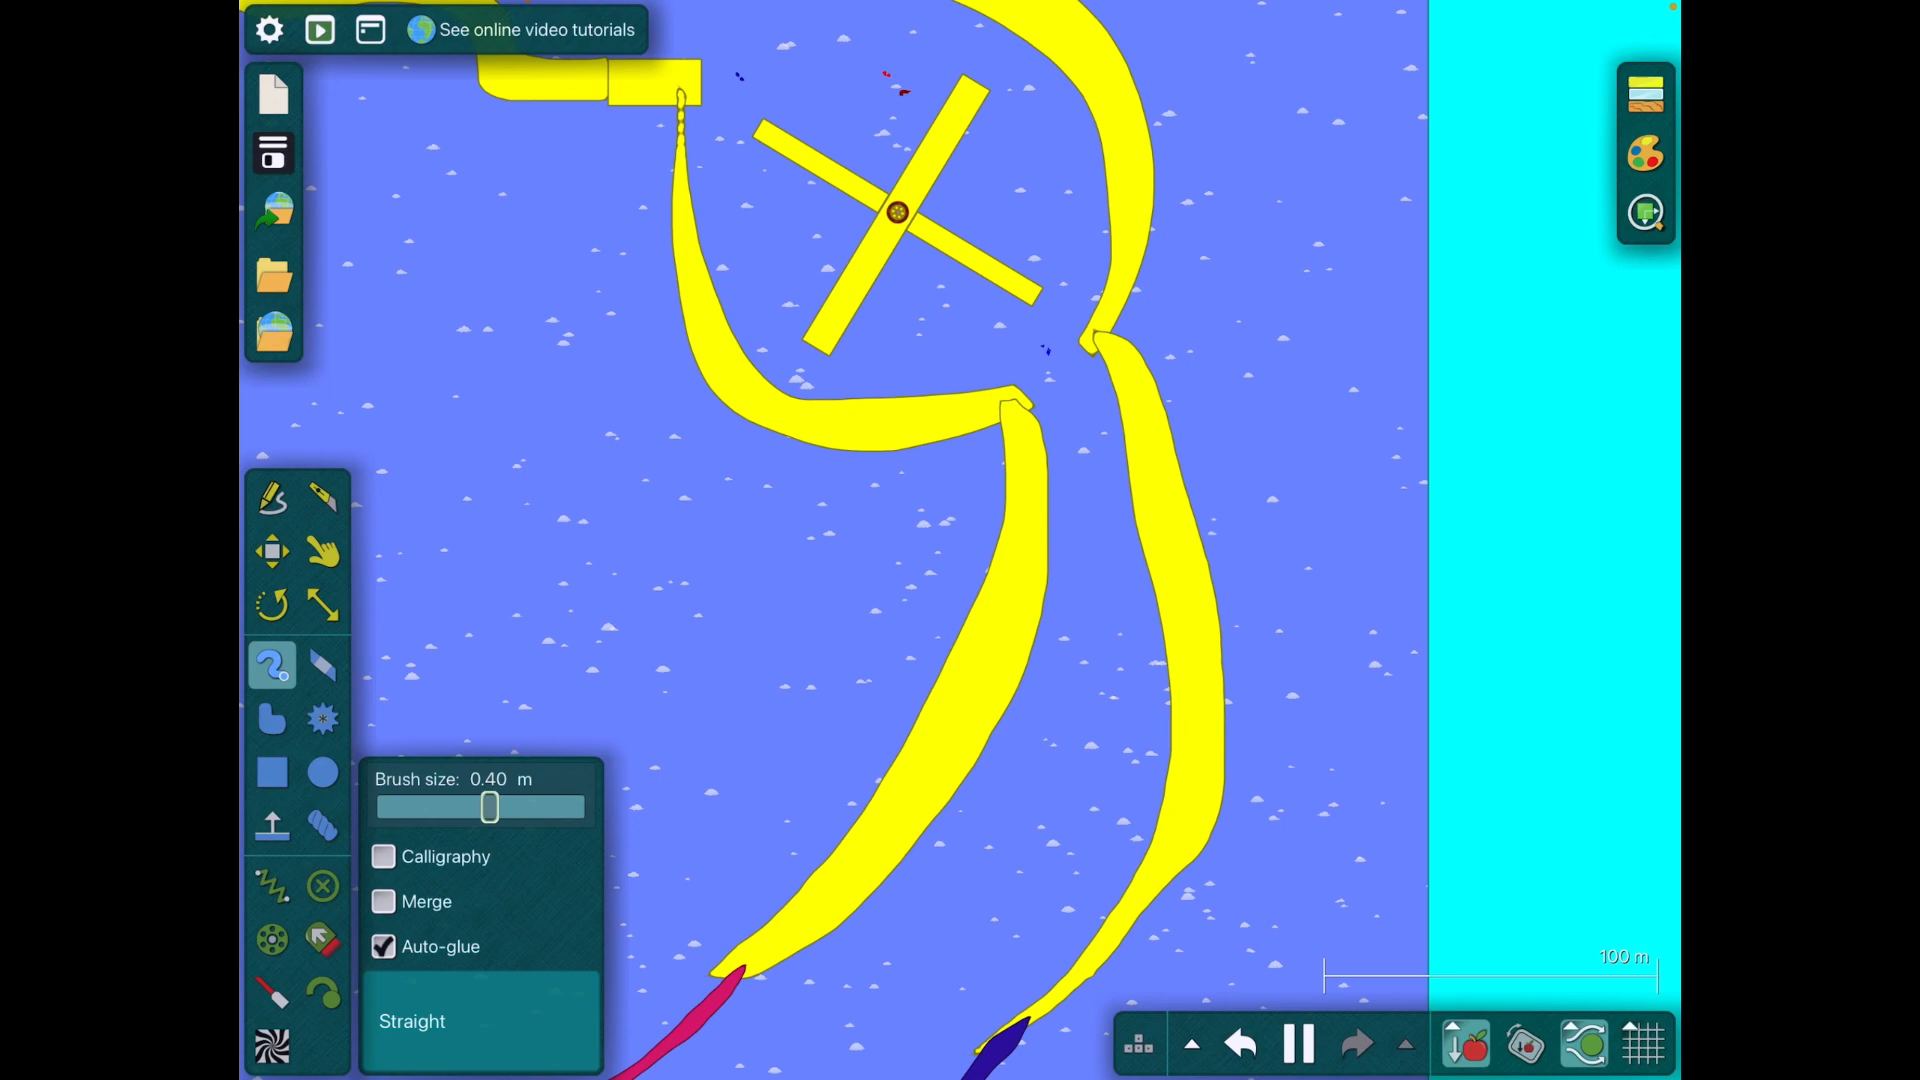 See online video tutorials
Brush size: 0.40 m
Calligraphy
Merge
Auto-glue
Straight
100 m